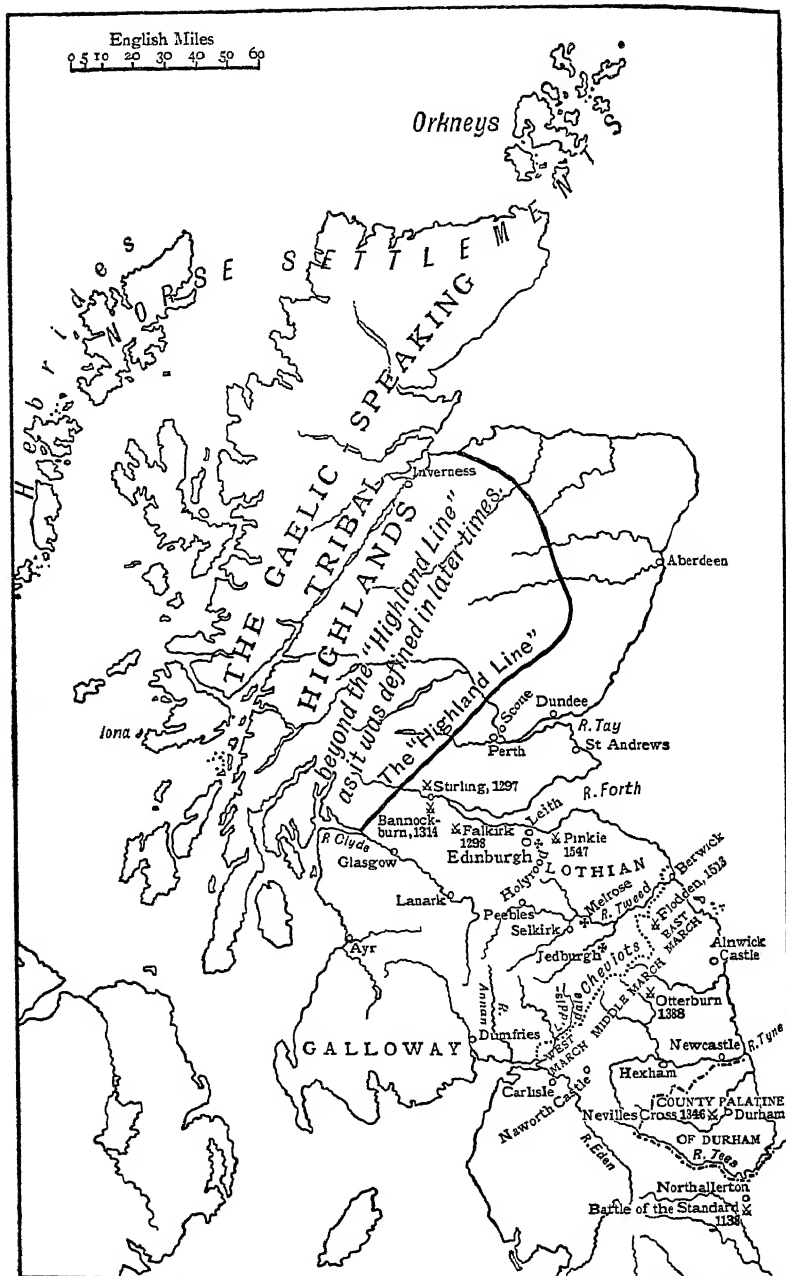 English Miles
0 5 10 20 30 40 50 60
Orkneys
Hebrides
NORSE SETTLEMENTS
THE GAELIC SPEAKING
TRIBAL
HIGHLANDS
beyond the "Highland Line"
as it was defined in later times.
The "Highland Line"
Inverness
Aberdeen
Iona
Scone
Dundee
Perth
R. Tay
St Andrews
Stirling, 1297
R. Forth
Bannock-
burn, 1314
Falkirk
1298
Leith
Pinkie
1547
Edinburgh
Holyrood
R. Clyde
Glasgow
LOTHIAN
Berwick
Lanark
Peebles
Melrose
R. Tweed
Flodden, 1513
Selkirk
EAST
MARCH
Jedburgh
Cheviots
Alnwick
Castle
Ayr
Annan
R.
Liddisdale
MIDDLE MARCH
Otterburn
1388
Dumfries
WEST
MARCH
GALLOWAY
Newcastle
R. Tyne
Hexham
Carlisle
Naworth Castle
COUNTY PALATINE
Nevilles Cross 1346
Durham
OF DURHAM
R. Eden
R. Tees
Northallerton
Battle of the Standard
1138